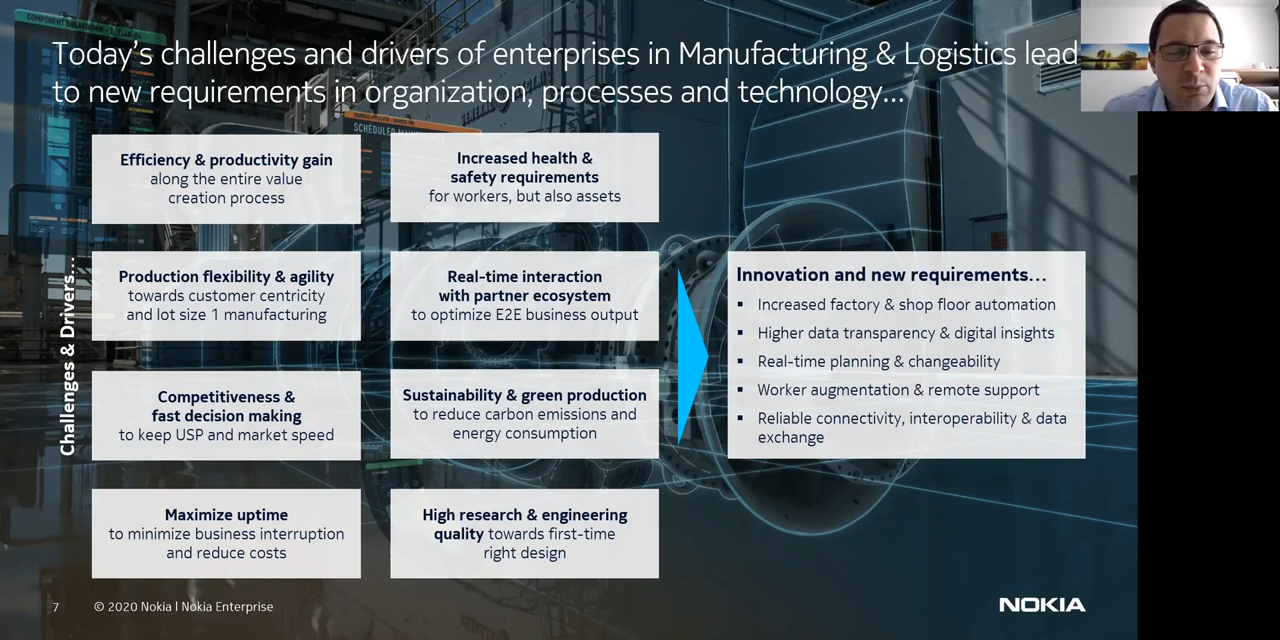 COMPONENT BREAKDOWN
Today's challenges and drivers of enterprises in Manufacturing & Logistics lead
to new requirements in organization, processes and technology...
Challenges & Drivers...
Efficiency & productivity gain
along the entire value
creation process
Increased health &
safety requirements
for workers, but also assets
Production flexibility & agility
towards customer centricity
and lot size 1 manufacturing
Real-time interaction
with partner ecosystem
to optimize E2E business output
Competitiveness &
fast decision making
to keep USP and market speed
Sustainability & green production
to reduce carbon emissions and
energy consumption
Maximize uptime
to minimize business interruption
and reduce costs
High research & engineering
quality towards first-time
right design
Innovation and new requirements...
▪ Increased factory & shop floor automation
▪ Higher data transparency & digital insights
▪ Real-time planning & changeability
▪ Worker augmentation & remote support
▪ Reliable connectivity, interoperability & data
exchange
SCHEDULED
7
© 2020 Nokia I Nokia Enterprise
NOKIA